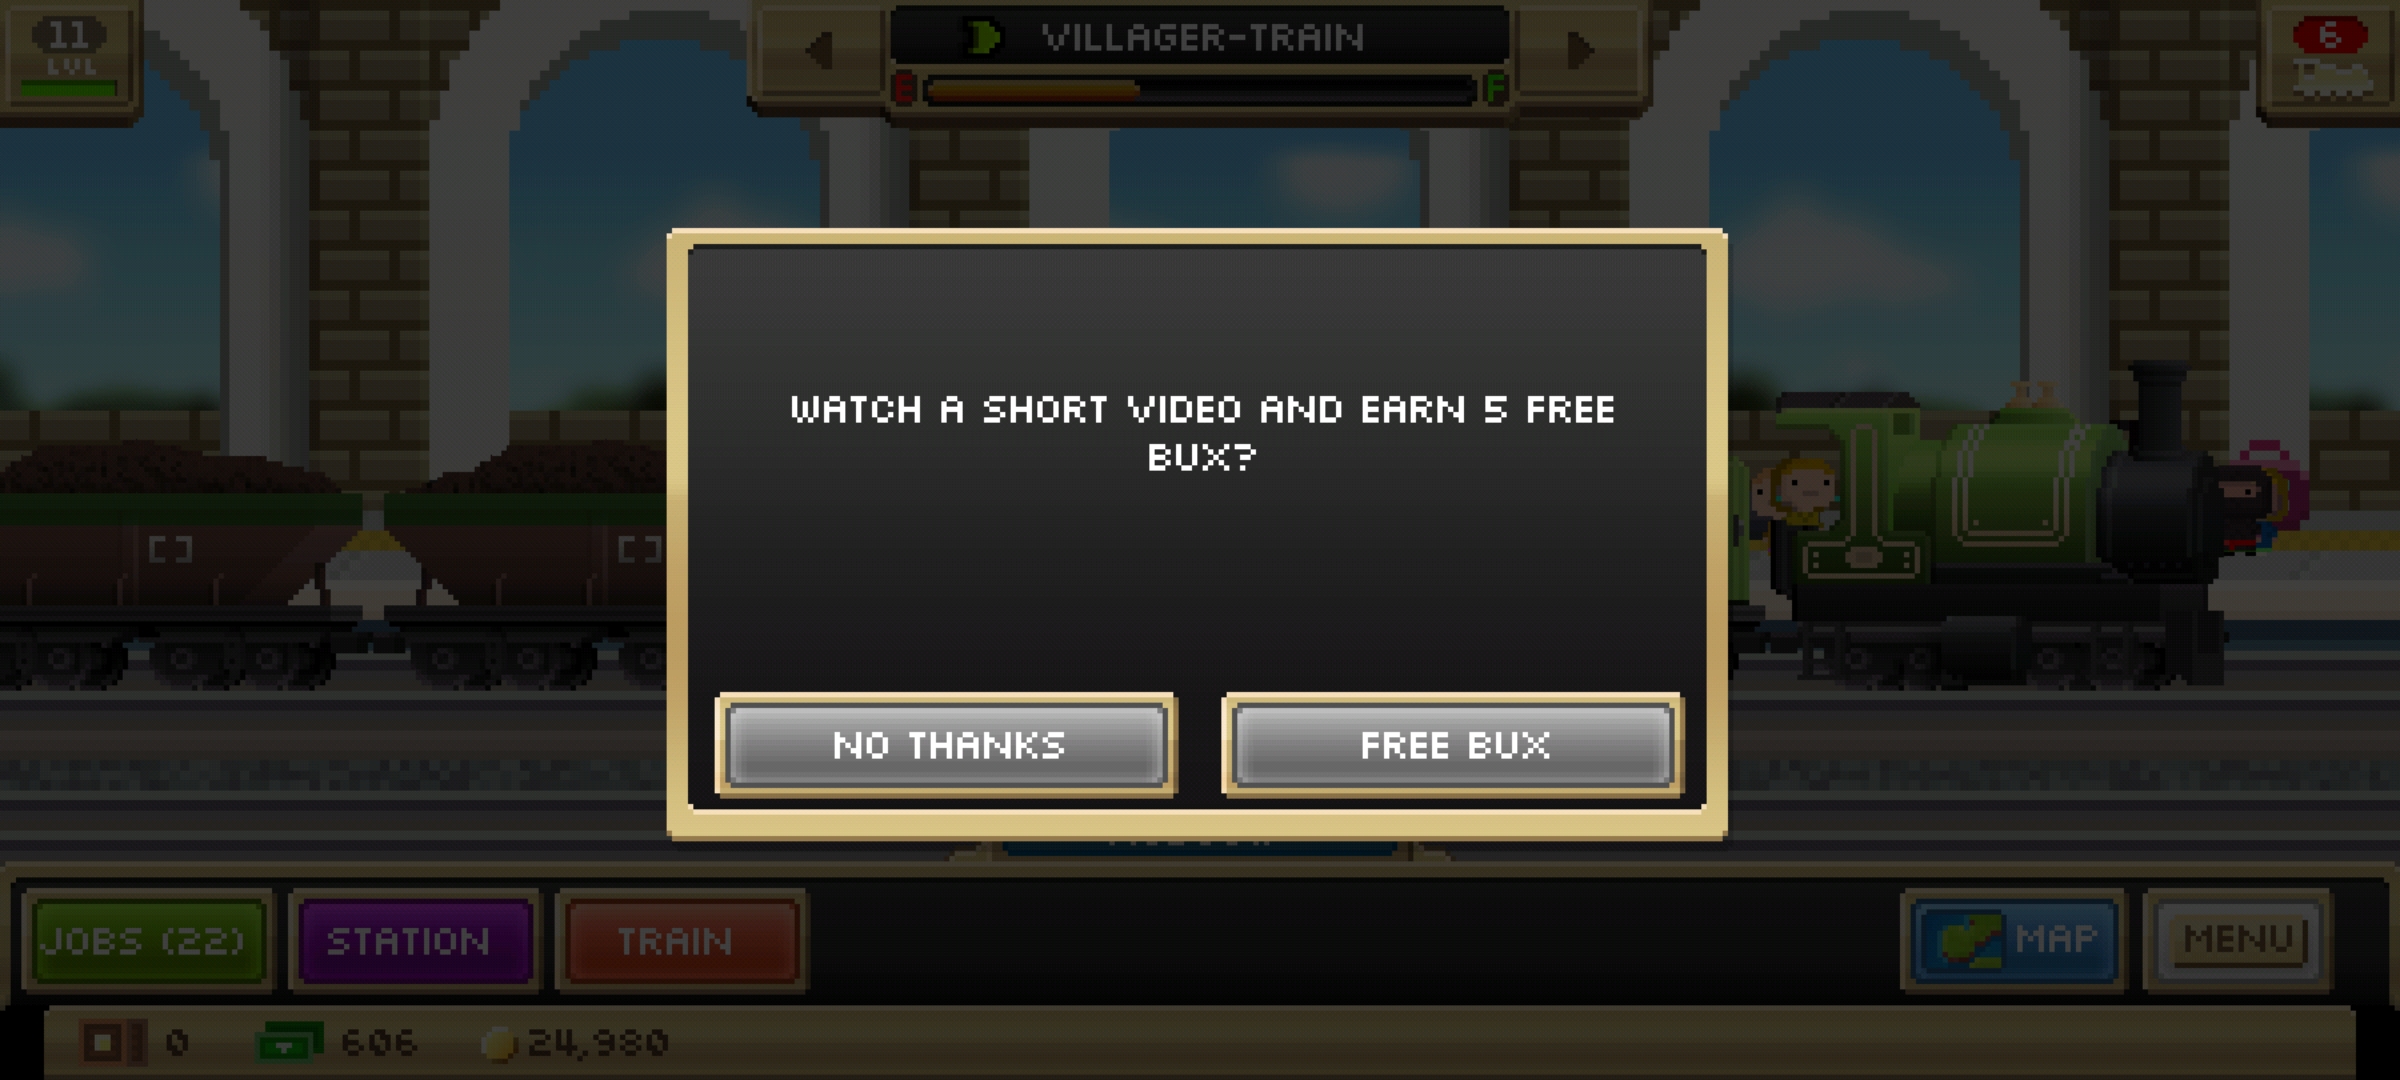 11
LVL
VILLAGER-TRAIN
E
F
6
WATCH A SHORT VIDEO AND EARN 5 FREE
BUX?
NO THANKS
FREE BUX
JOBS (22)
STATION
TRAIN
MAP
MENU
0
606
24,980